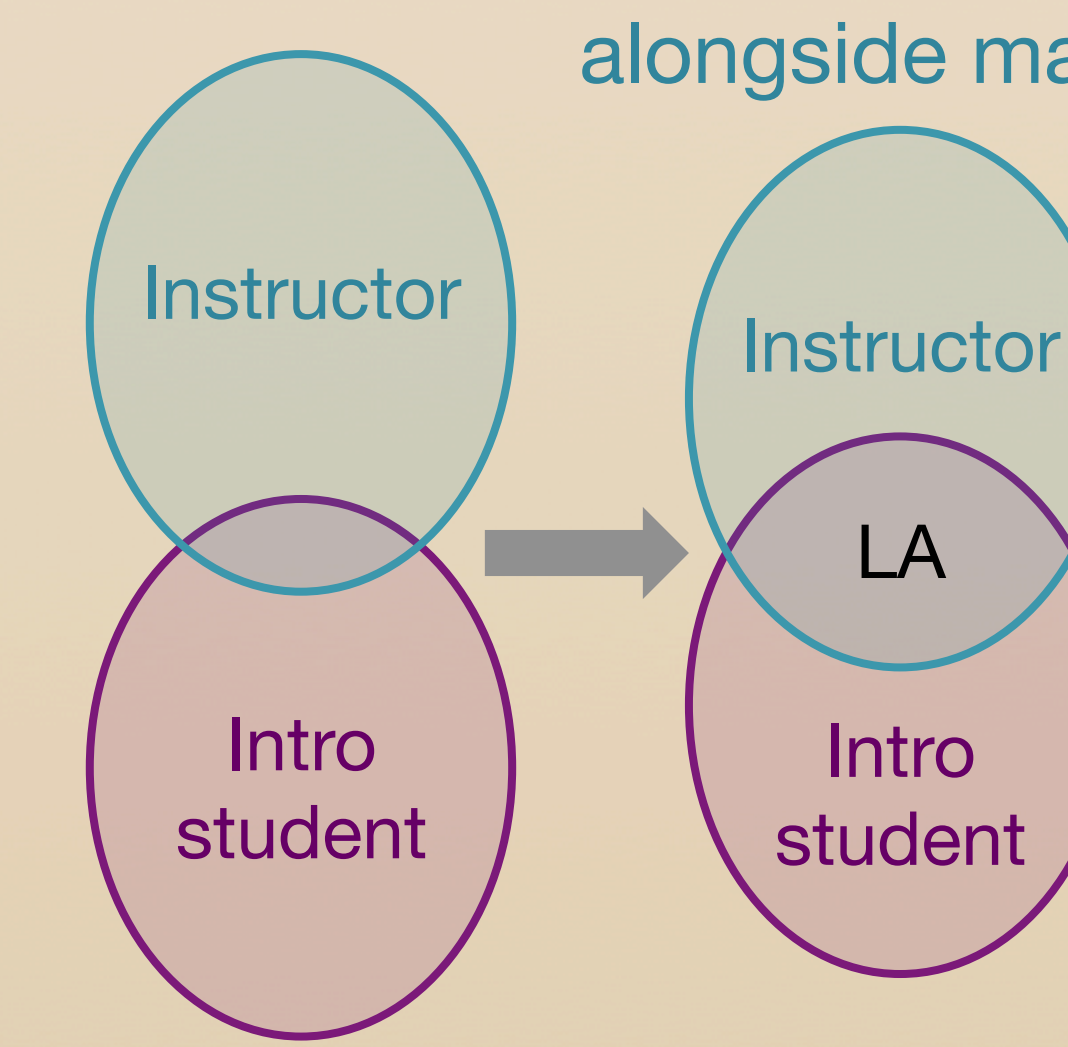 alongside ma
Instructor
Intro
student
Instructor
LA
Intro
student